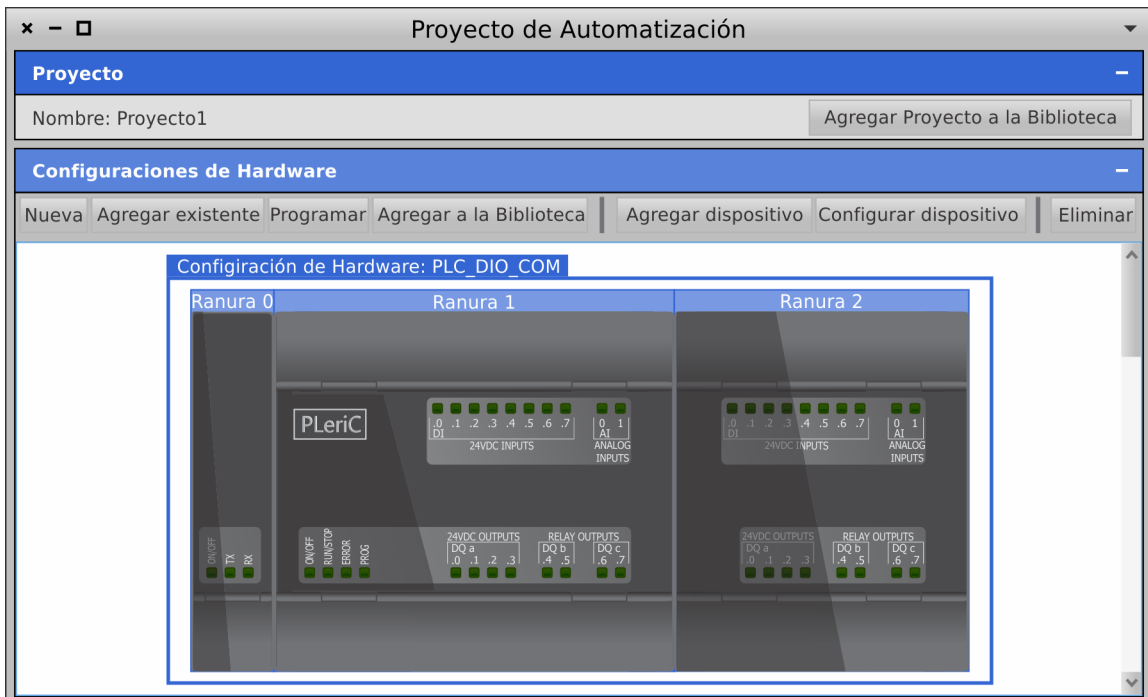 Proyecto de Automatización
Proyecto
Nombre: Proyecto1
Agregar Proyecto a la Biblioteca
Configuraciones de Hardware
Nueva Agregar existente Programar Agregar a la Biblioteca Agregar dispositivo Configurar dispositivo Eliminar
Configiración de Hardware: PLC_DIO_COM
Ranura 0 Ranura 1 Ranura 2
PLeriC
.0 .1 .2 .3 .4 .5 .6 .7 0 1
DI AI
24VDC INPUTS ANALOG
INPUTS
.0 .1 .2 .3 .4 .5 .6 .7 0 1
DI AI
24VDC INPUTS ANALOG
INPUTS
ON/OFF TX RX
ON/OFF RUN/STOP ERROR PROG
24VDC OUTPUTS RELAY OUTPUTS
DQ a DQ b DQ c
.0 .1 .2 .3 .4 .5 .6 .7
24VDC OUTPUTS RELAY OUTPUTS
DQ a DQ b DQ c
.0 .1 .2 .3 .4 .5 .6 .7